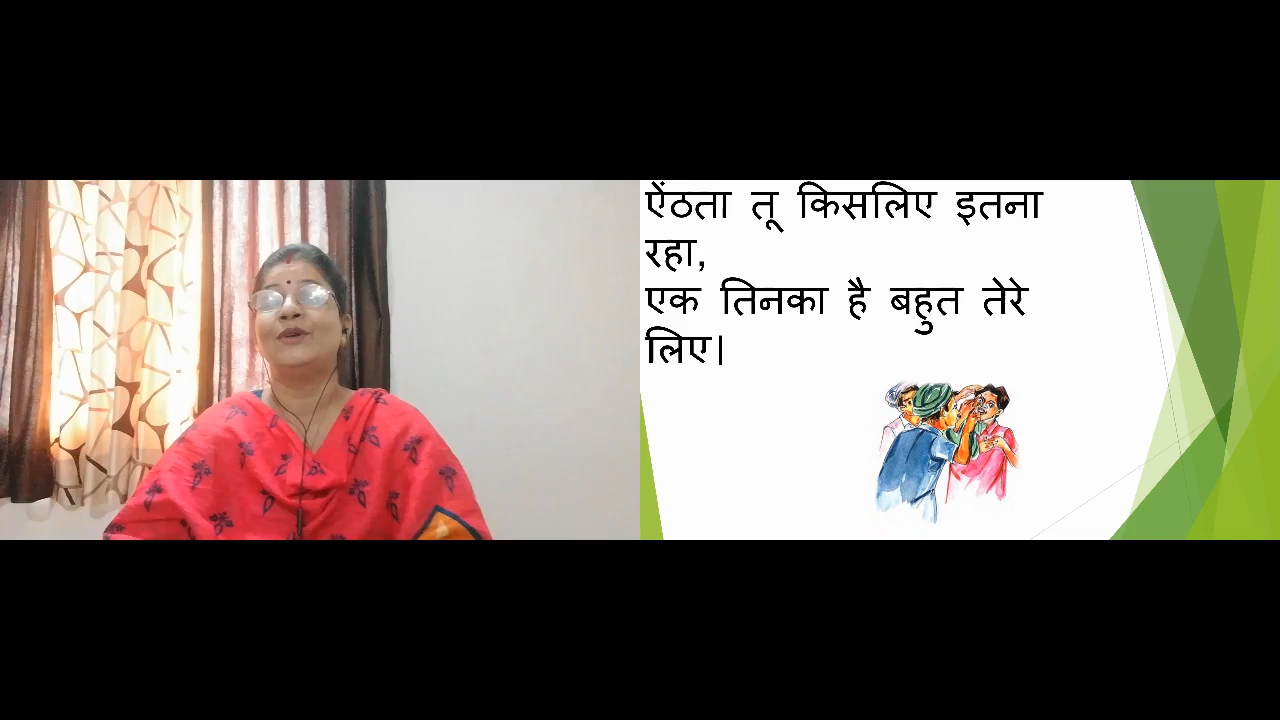 ऐंठता तू किसलिए इतना
रहा,
एक तिनका है बहुत तेरे
लिए।